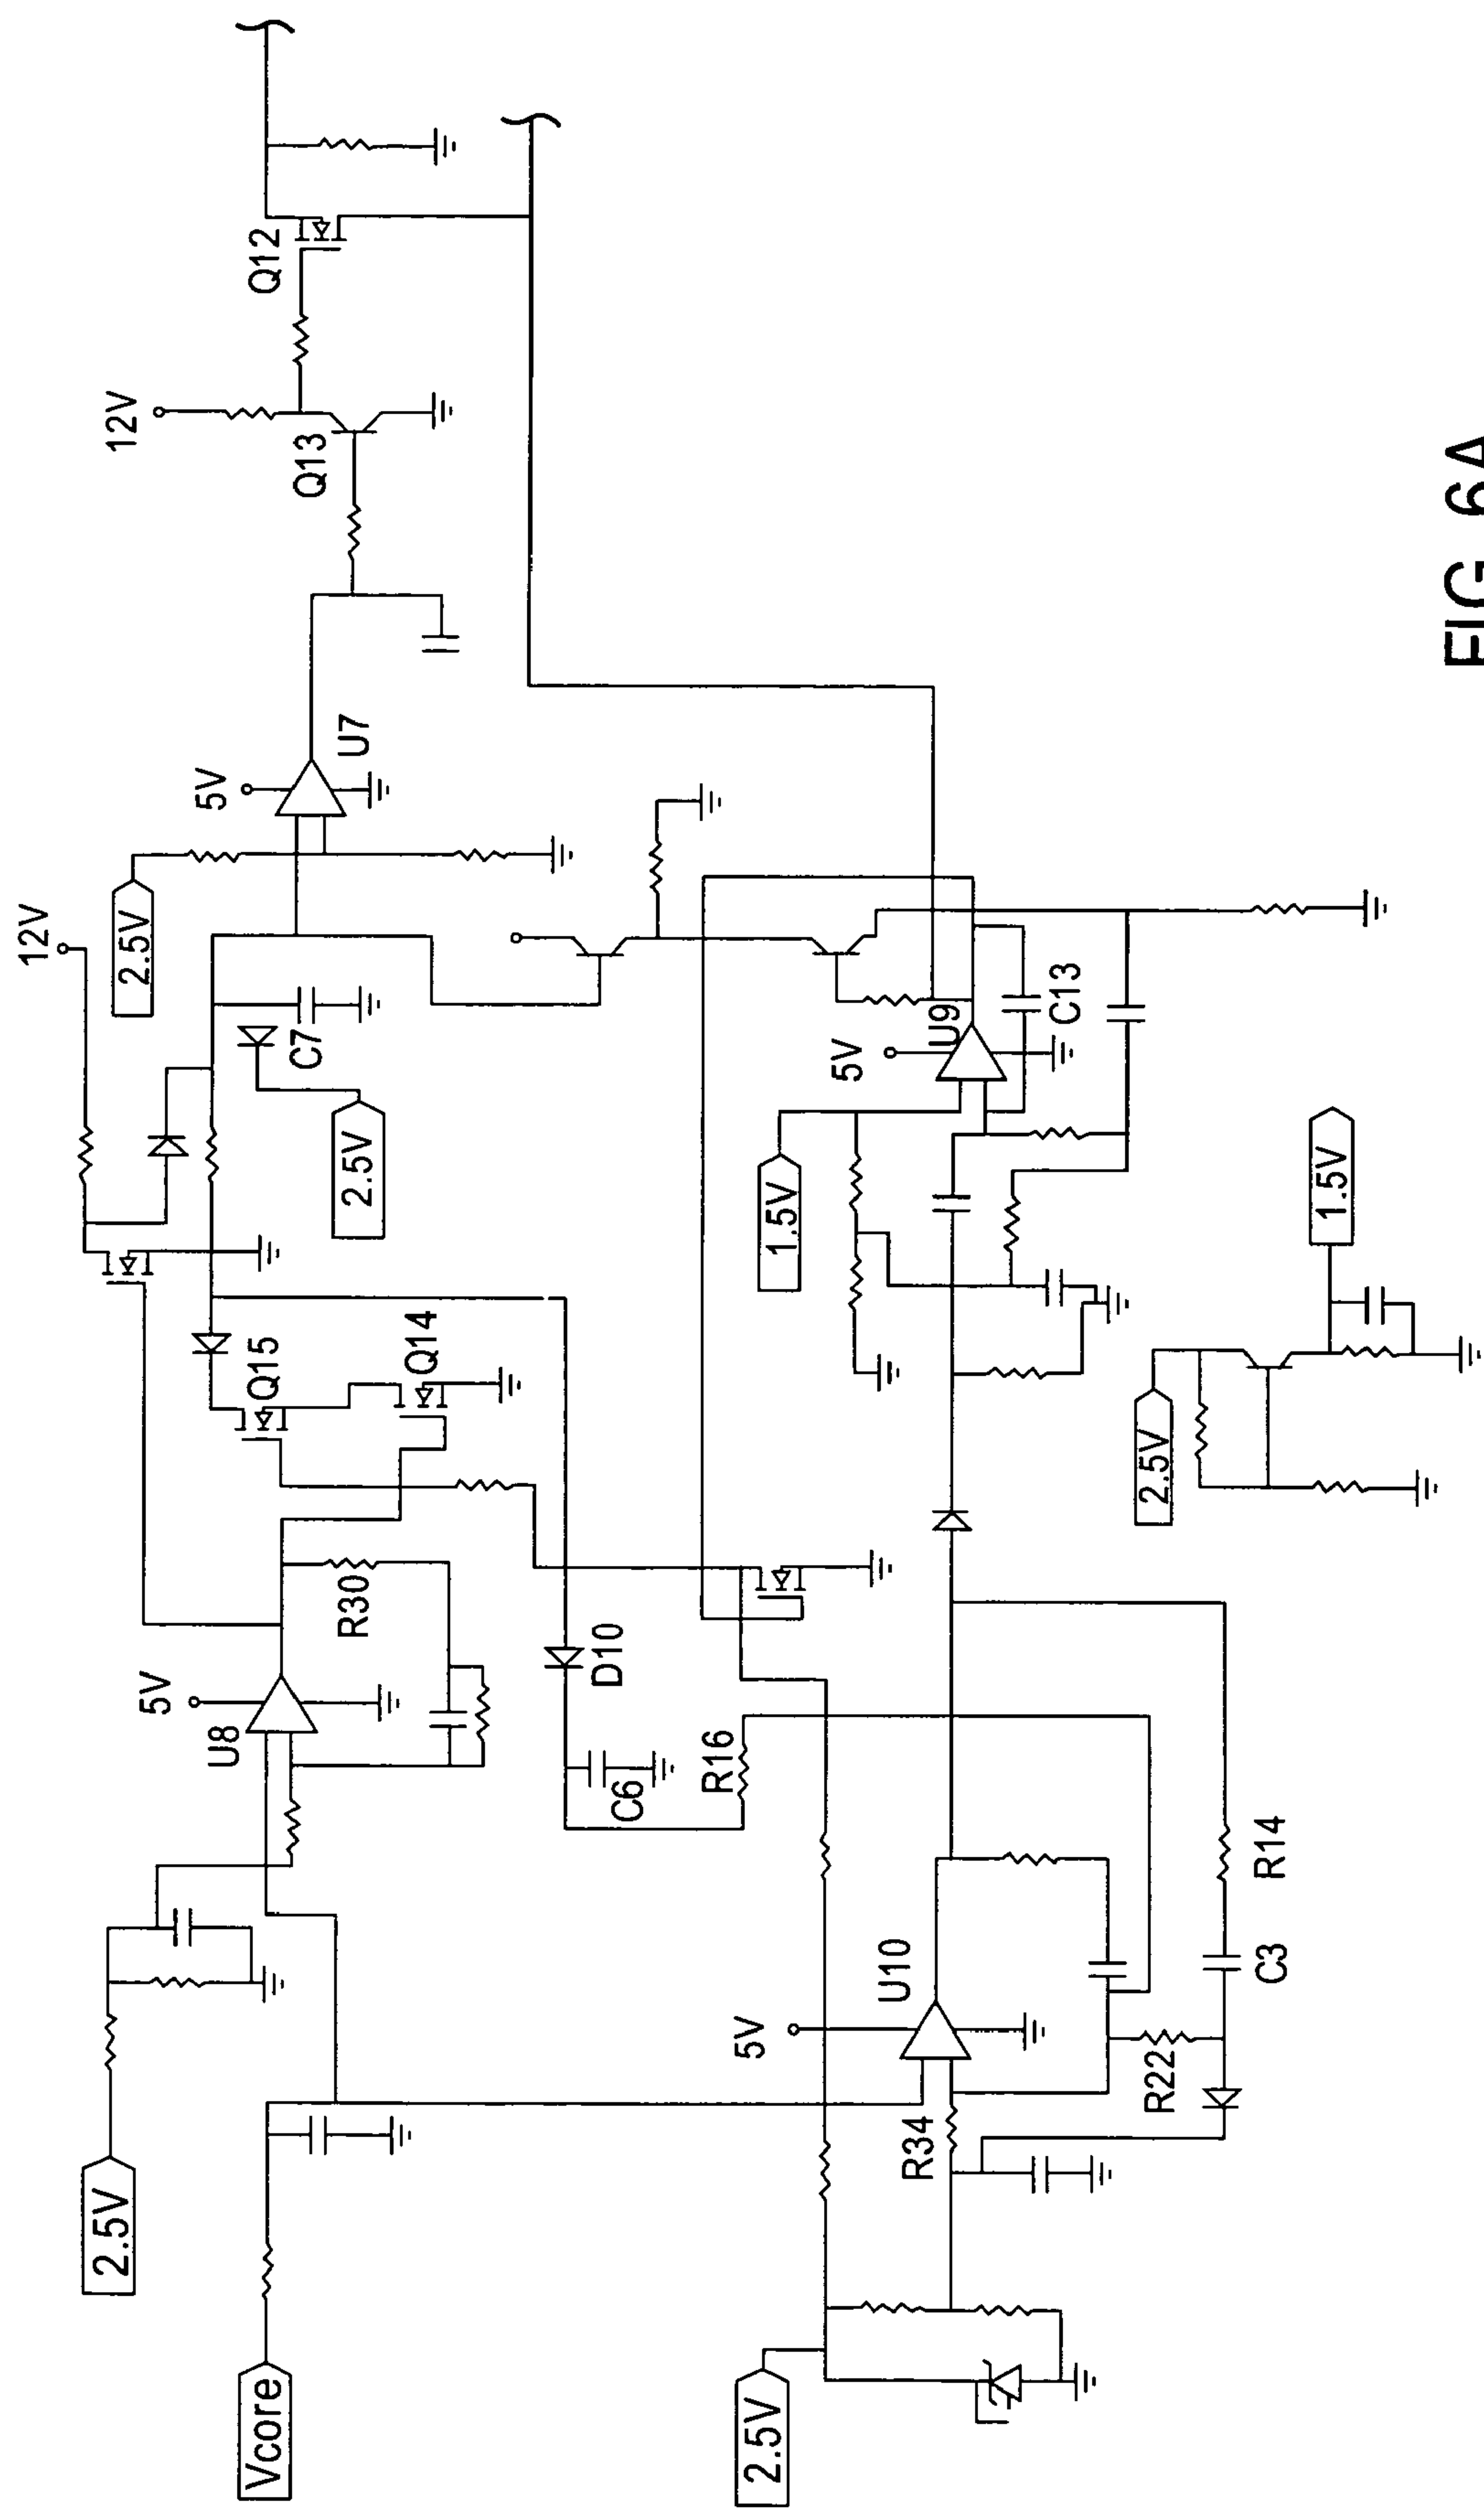 12V
Q12
Q13
12V
5V
U7
2.5V
C7
2.5V
Q15
Q14
5V
U8
R30
D10
C6
R16
2.5V
Vcore
5V
U9
C13
1.5V
1.5V
2.5V
5V
U10
R14
C3
R22
R34
2.5V
FIG. 6A